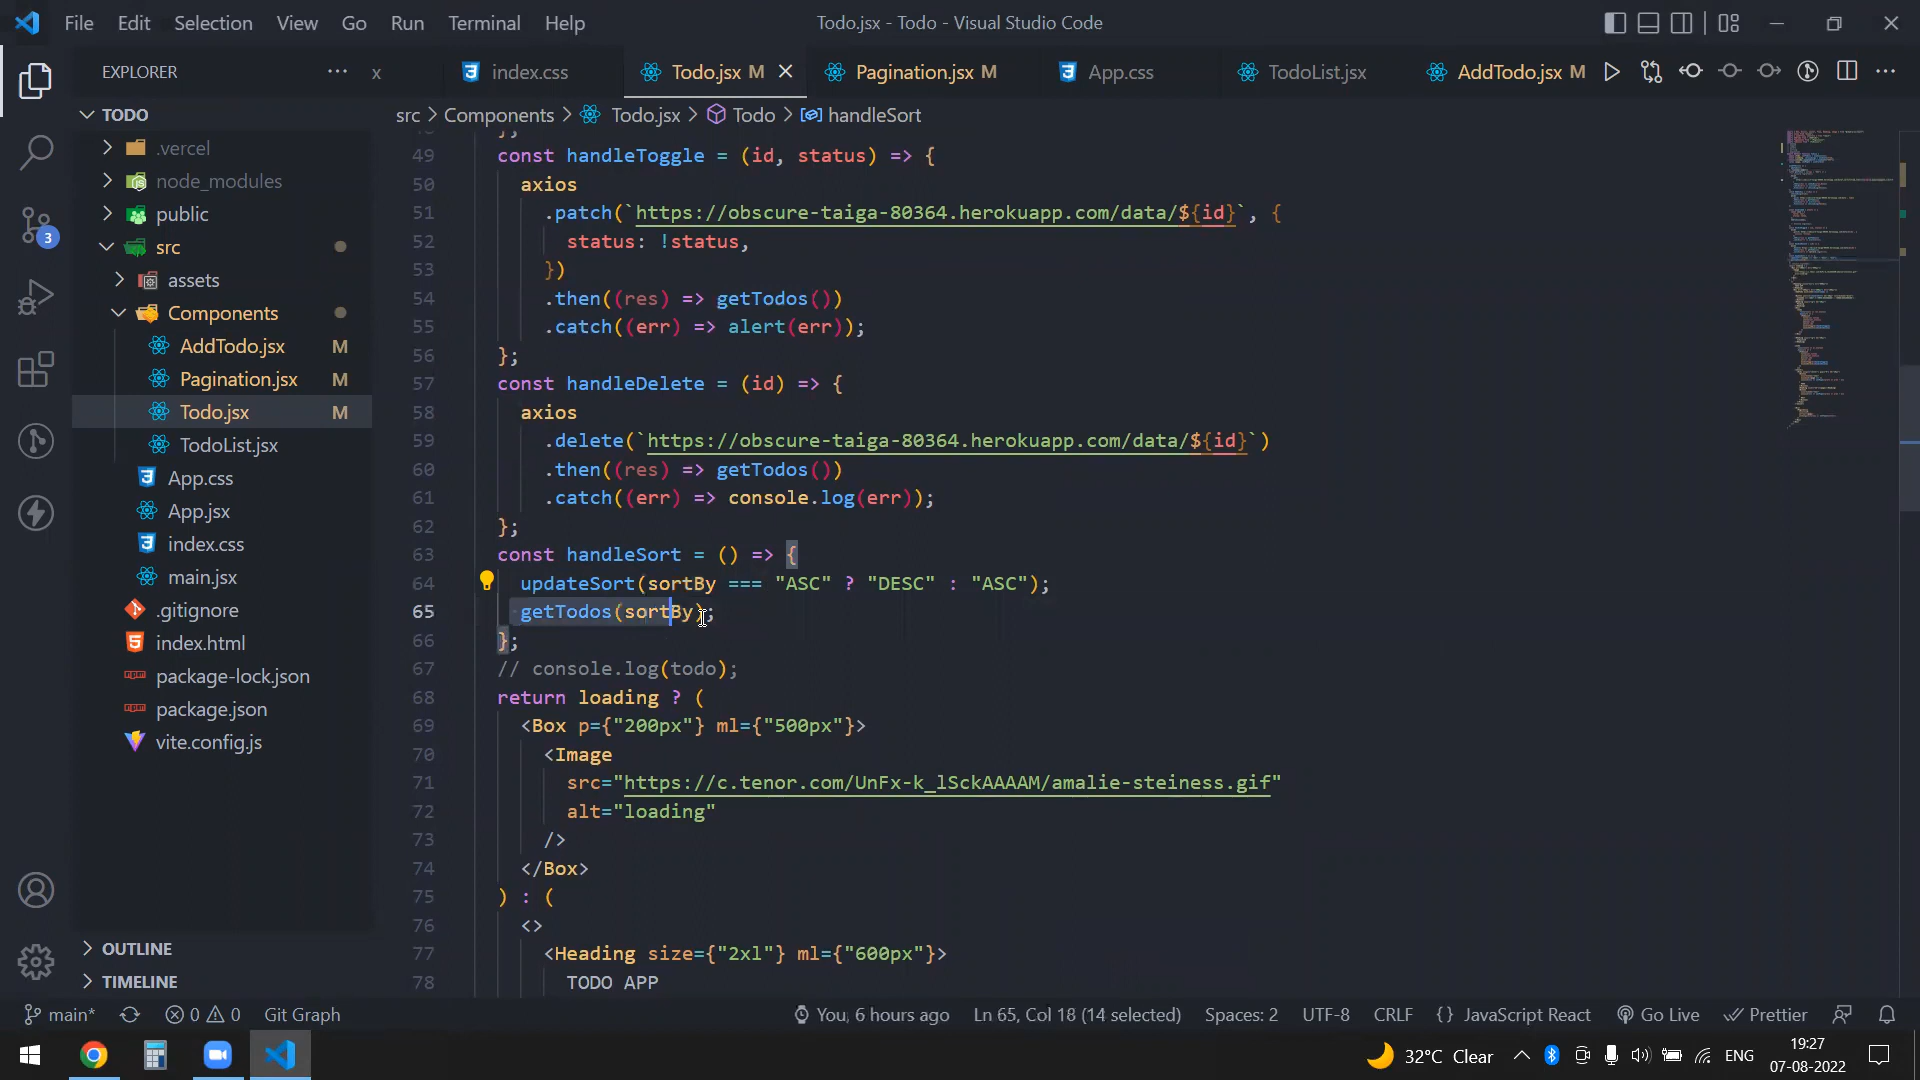 File Edit Selection View Go Run Terminal Help
Todo.jsx - Todo - Visual Studio Code
EXPLORER
x
index.css
Todo.jsx M
Pagination.jsx M
App.css
TodoList.jsx
AddTodo.jsx M
TODO
src > Components > Todo.jsx > Todo > handleSort
.vercel
node_modules
public
src
assets
Components
AddTodo.jsx M
Pagination.jsx M
Todo.jsx M
TodoList.jsx
App.css
App.jsx
index.css
main.jsx
.gitignore
index.html
package-lock.json
package.json
vite.config.js
OUTLINE
TIMELINE
3
};
49 const handleToggle = (id, status) => {
50 axios
51 .patch(`https://obscure-taiga-80364.herokuapp.com/data/${id}`, {
52 status: !status,
53 })
54 .then((res) => getTodos())
55 .catch((err) => alert(err));
56 };
57 const handleDelete = (id) => {
58 axios
59 .delete(`https://obscure-taiga-80364.herokuapp.com/data/${id}`)
60 .then((res) => getTodos())
61 .catch((err) => console.log(err));
62 };
63 const handleSort = () => {
64 updateSort(sortBy === "ASC" ? "DESC" : "ASC");
65 getTodos(sortBy);
66 };
67 // console.log(todo);
68 return loading ? (
69 <Box p={"200px"} ml={"500px"}>
70 <Image
71 src="https://c.tenor.com/UnFx-k_lSckAAAAM/amalie-steiness.gif"
72 alt="loading"
73 />
74 </Box>
75 ) : (
76 <>
77 <Heading size={"2xl"} ml={"600px"}>
78 TODO APP
main* 0 0 Git Graph
You, 6 hours ago Ln 65, Col 18 (14 selected) Spaces: 2 UTF-8 CRLF {} JavaScript React Go Live Prettier
32°C Clear
ENG
19:27
07-08-2022